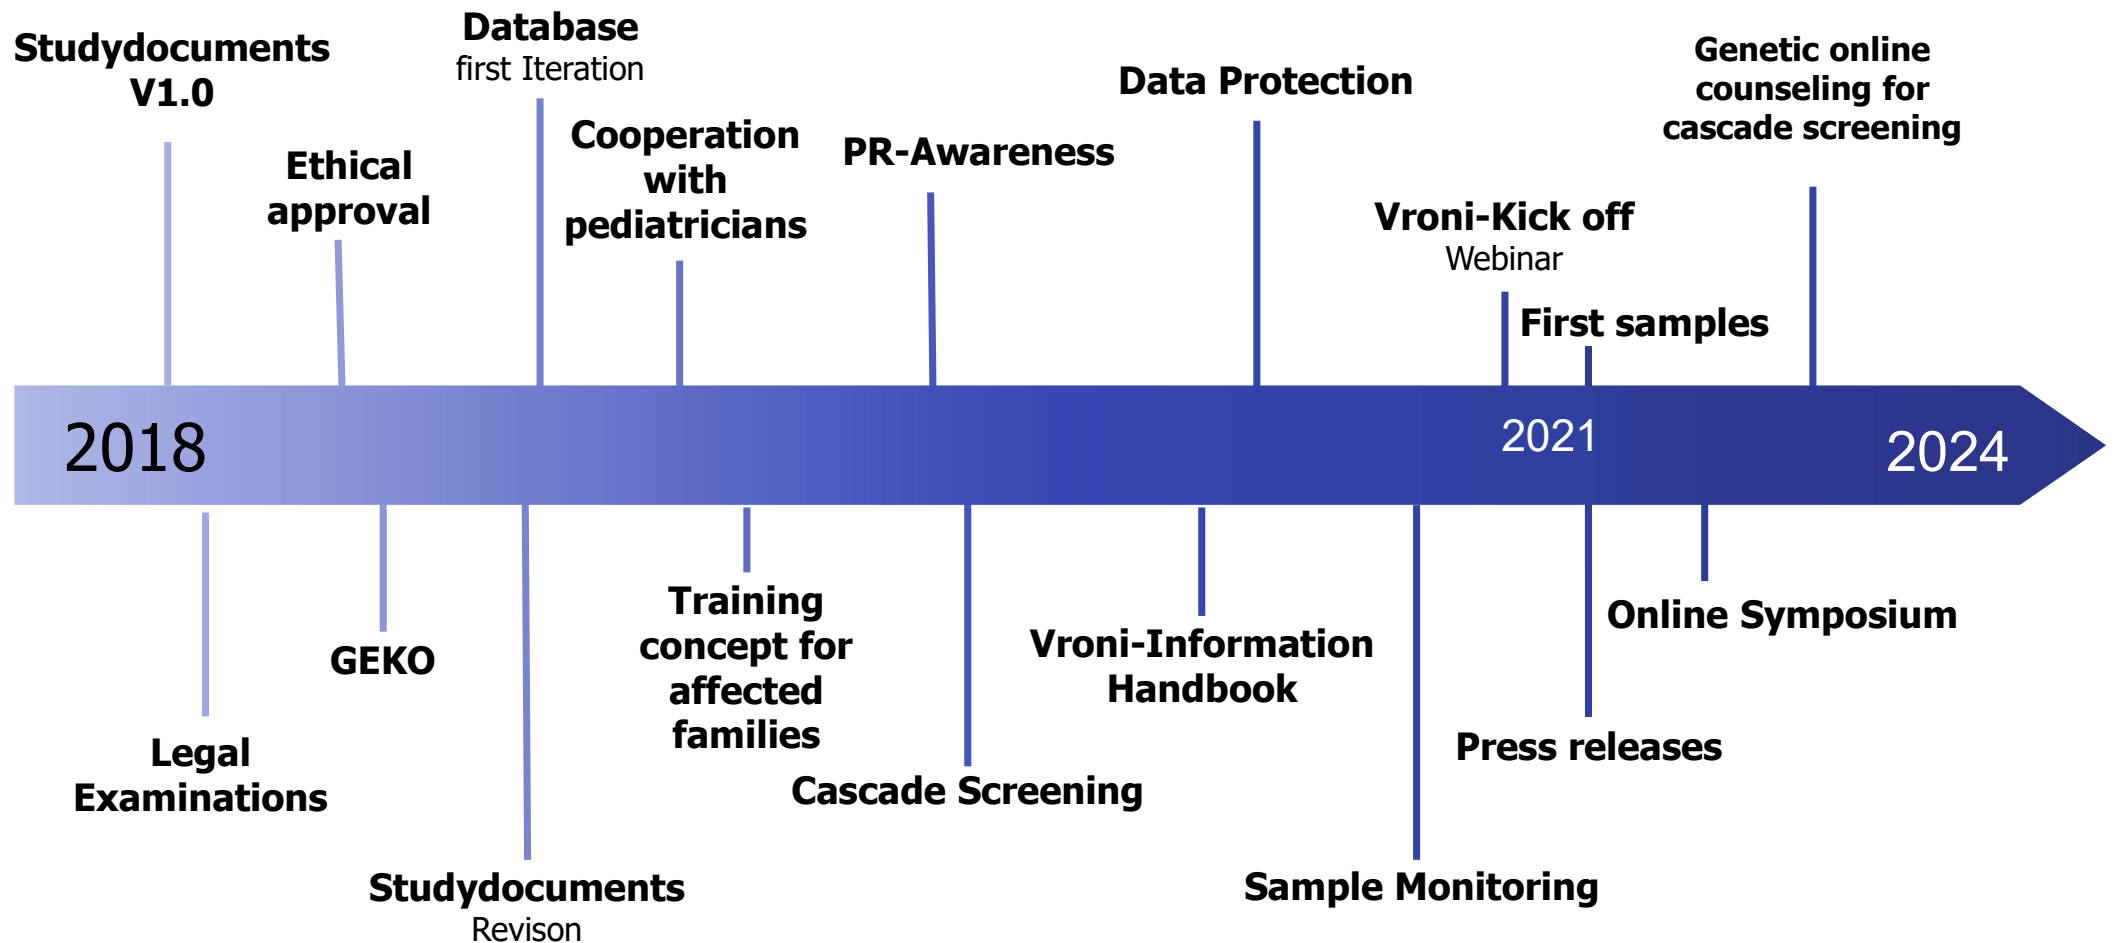 Studydocuments
V1.0
Ethical
approval
Database
first Iteration
Cooperation
with
pediatricians
PR-Awareness
Data Protection
Vroni-Kick off
Webinar
First samples
Genetic online
counseling for
cascade screening
2018
2021
2024
Legal
Examinations
GEKO
Studydocuments
Revison
Training
concept for
affected
families
Cascade Screening
Vroni-Information
Handbook
Sample Monitoring
Press releases
Online Symposium